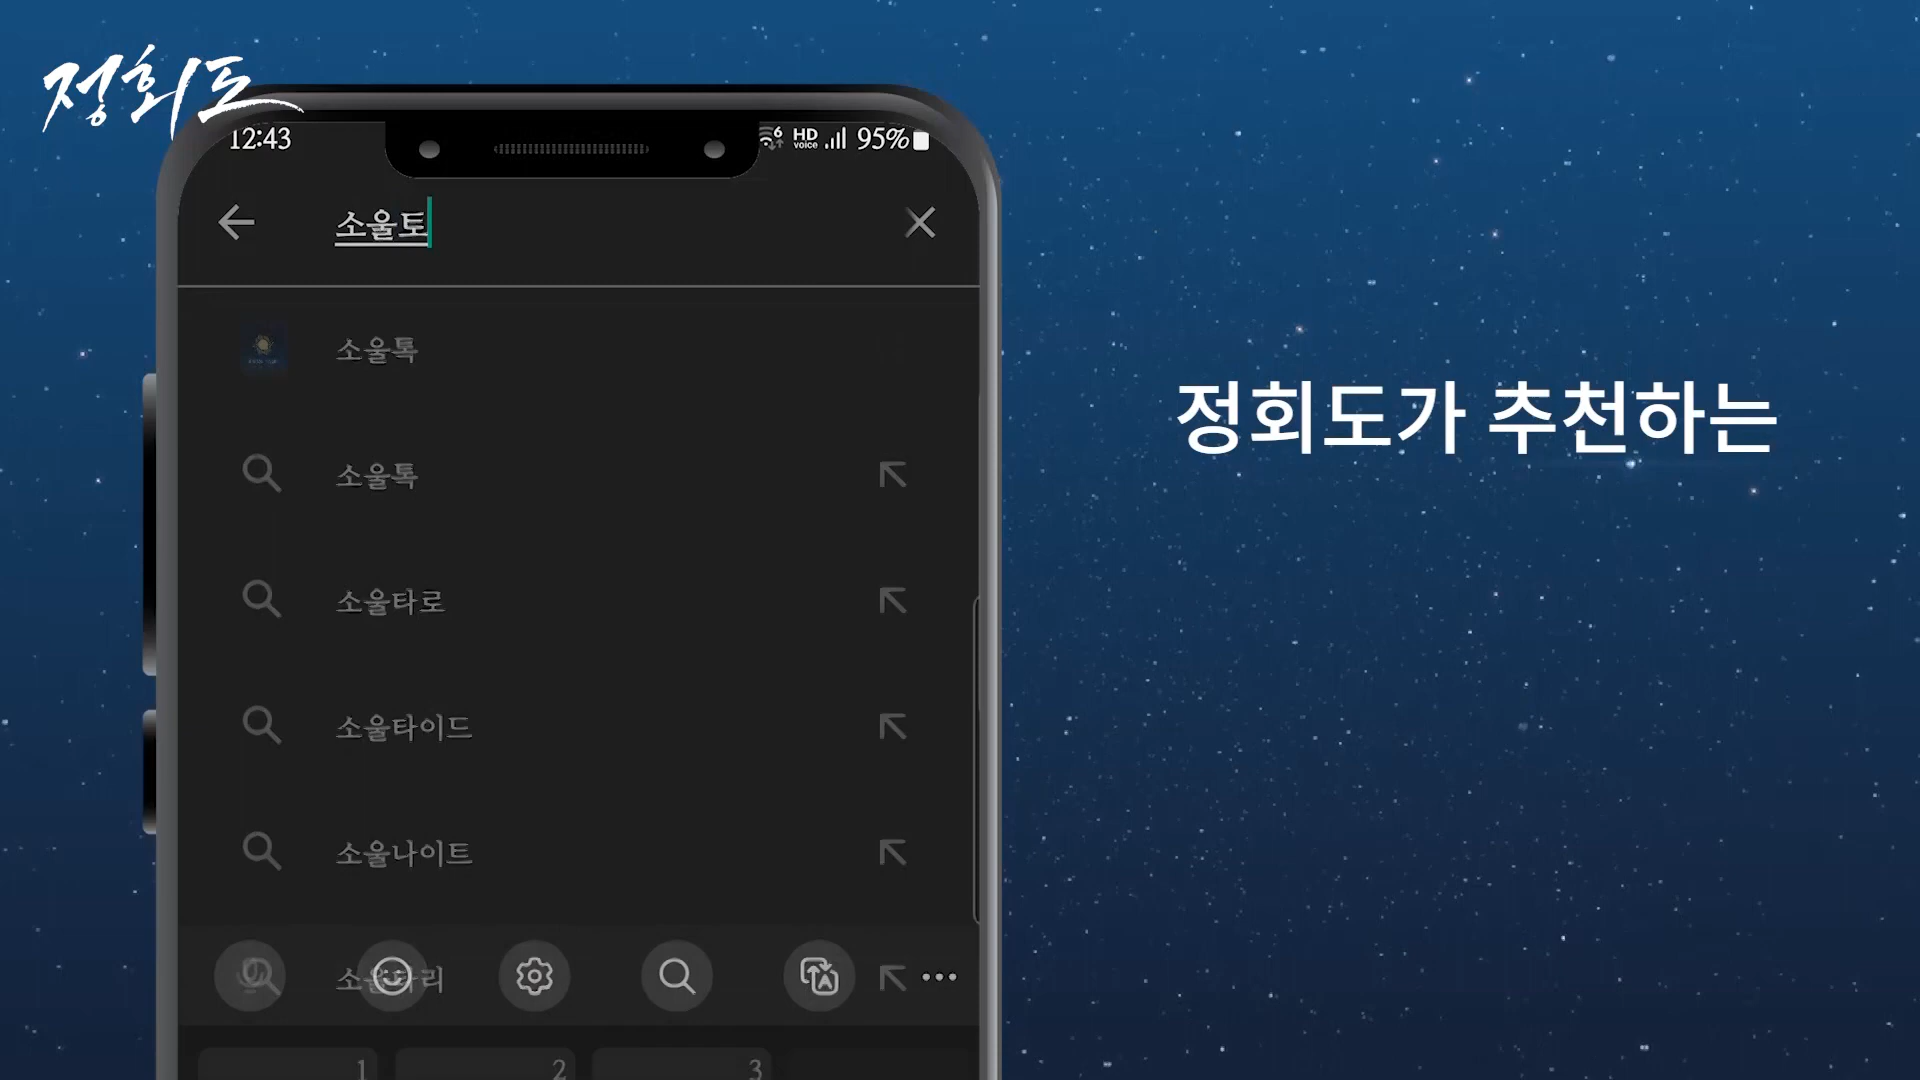 정회도
12:43
6 HD voice 95%
소울토
소울톡
소울톡
소울타로
소울타이드
소울나이트
1 2 3
정회도가 추천하는